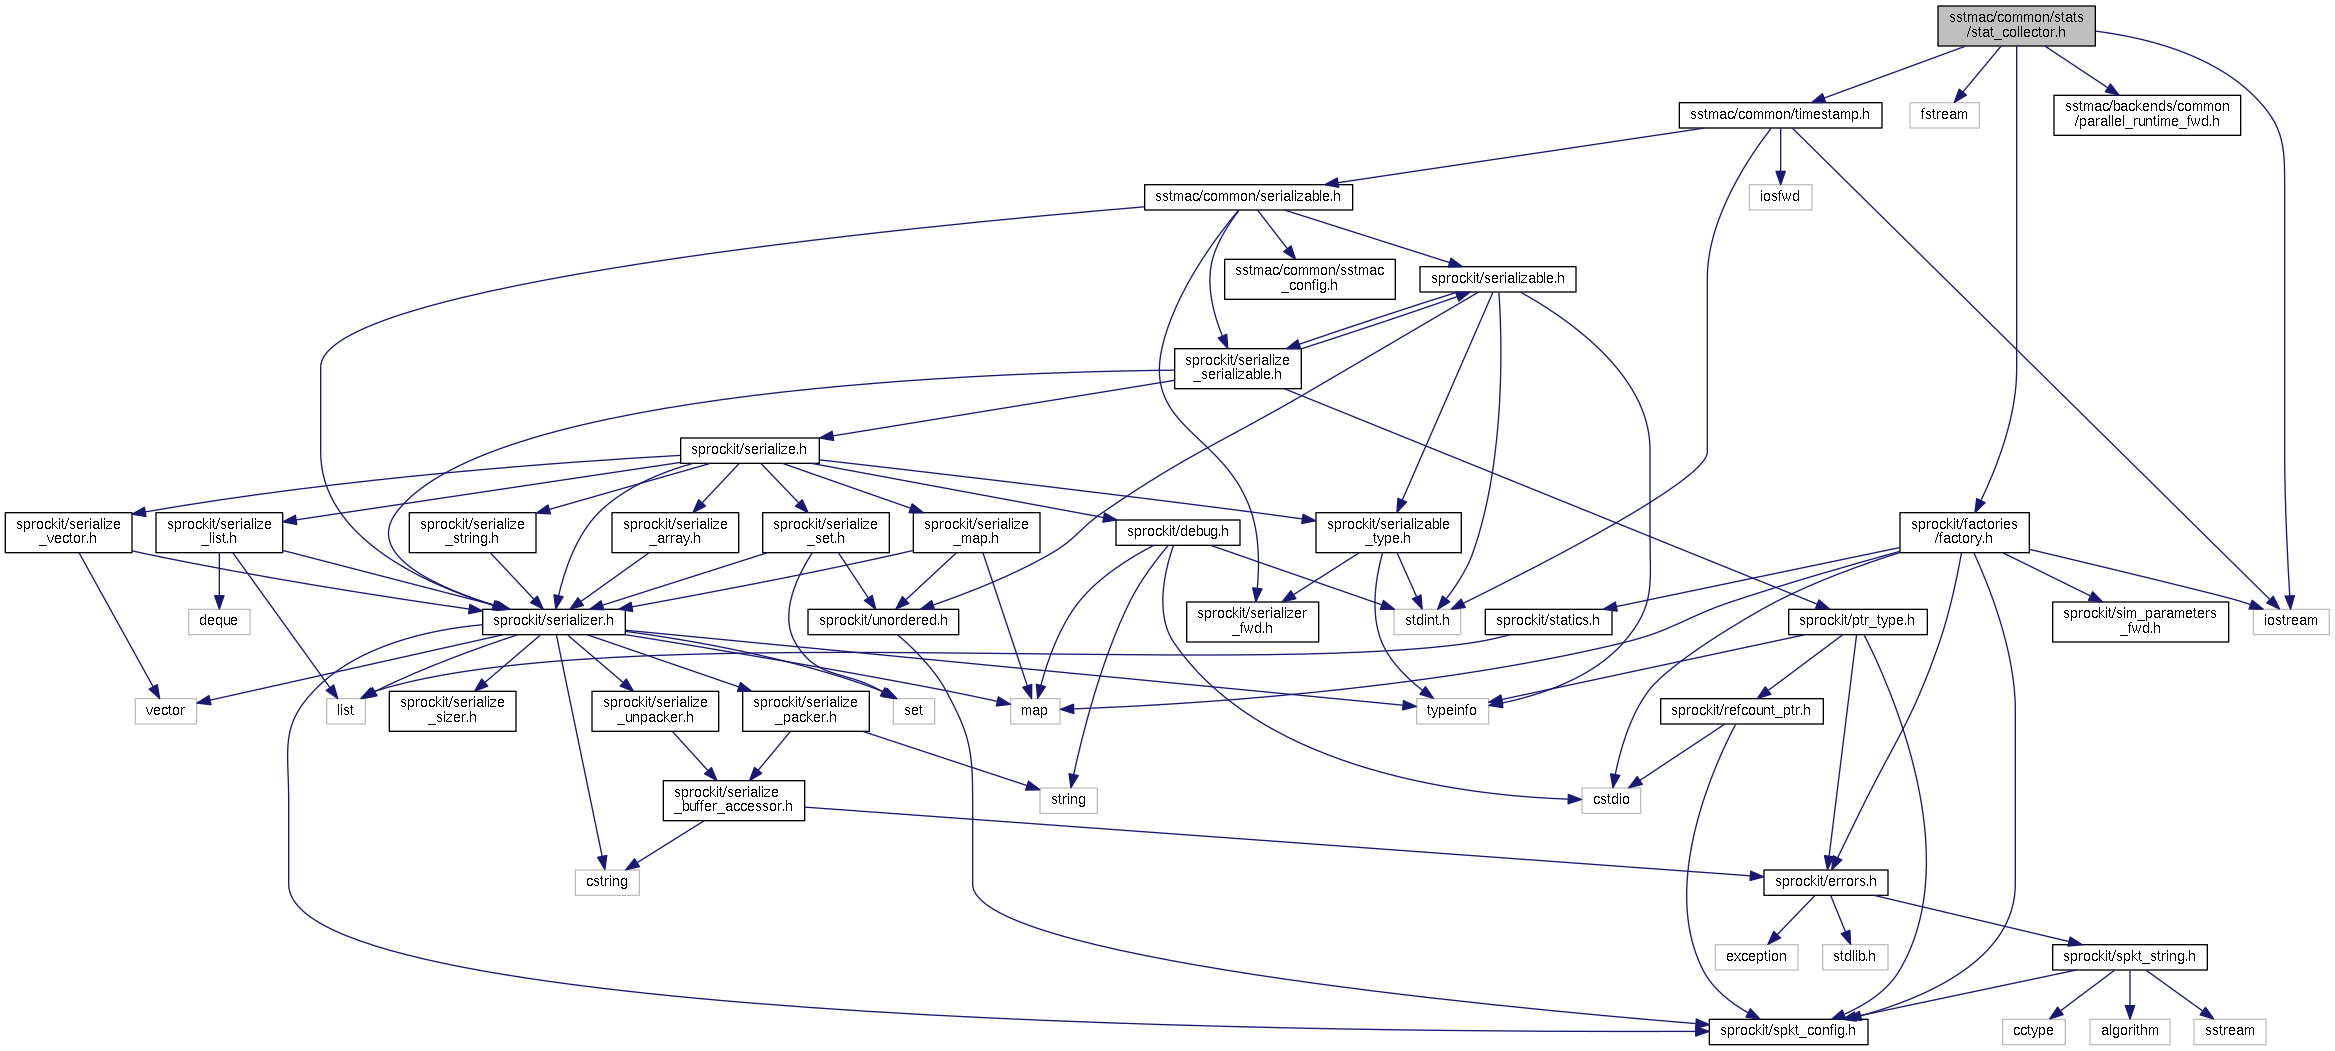 sstmac/common/stats
/stat_collector.h
sstmac/common/timestamp.h
fstream
sstmac/backends/common
/parallel_runtime_fwd.h
sstmac/common/serializable.h
iosfwd
sstmac/common/sstmac
_config.h
sprockit/serializable.h
sprockit/serialize
_serializable.h
sprockit/serialize.h
sprockit/serialize
_vector.h
sprockit/serialize
_list.h
sprockit/serialize
_string.h
sprockit/serialize
_array.h
sprockit/serialize
_set.h
sprockit/serialize
_map.h
sprockit/debug.h
sprockit/serializable
_type.h
sprockit/factories
/factory.h
deque
sprockit/serializer.h
sprockit/unordered.h
sprockit/serializer
_fwd.h
stdint.h
sprockit/statics.h
sprockit/ptr_type.h
sprockit/sim_parameters
_fwd.h
iostream
vector
list
sprockit/serialize
_sizer.h
sprockit/serialize
_unpacker.h
sprockit/serialize
_packer.h
set
map
typeinfo
sprockit/refcount_ptr.h
sprockit/serialize
_buffer_accessor.h
string
cstdio
cstring
sprockit/errors.h
exception
stdlib.h
sprockit/spkt_string.h
sprockit/spkt_config.h
cctype
algorithm
sstream